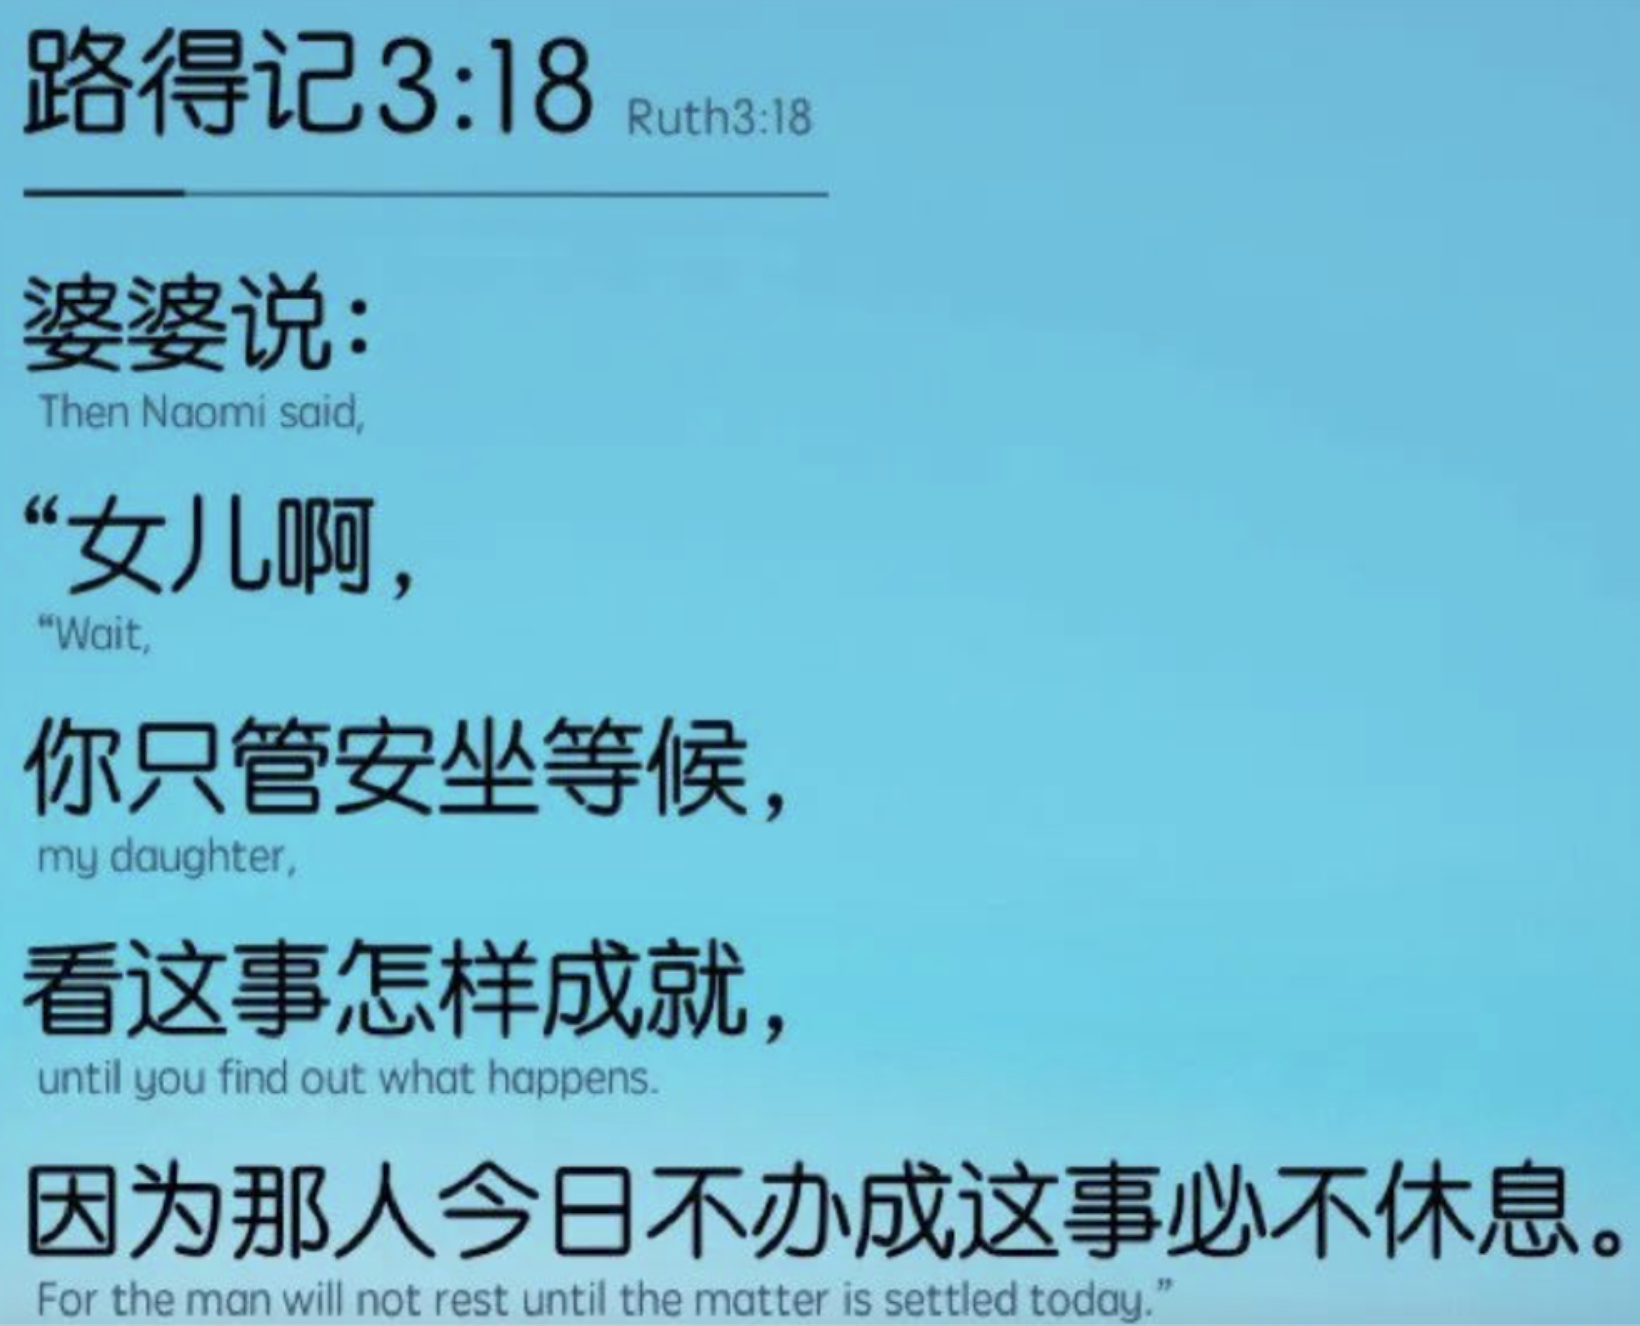 路得记3:18 Ruth3:18
婆婆说：
Then Naomi said,
“女儿啊，
“Wait,
你只管安坐等候，
my daughter,
看这事怎样成就，
until you find out what happens.
因为那人今日不办成这事必不休息。
For the man will not rest until the matter is settled today.”